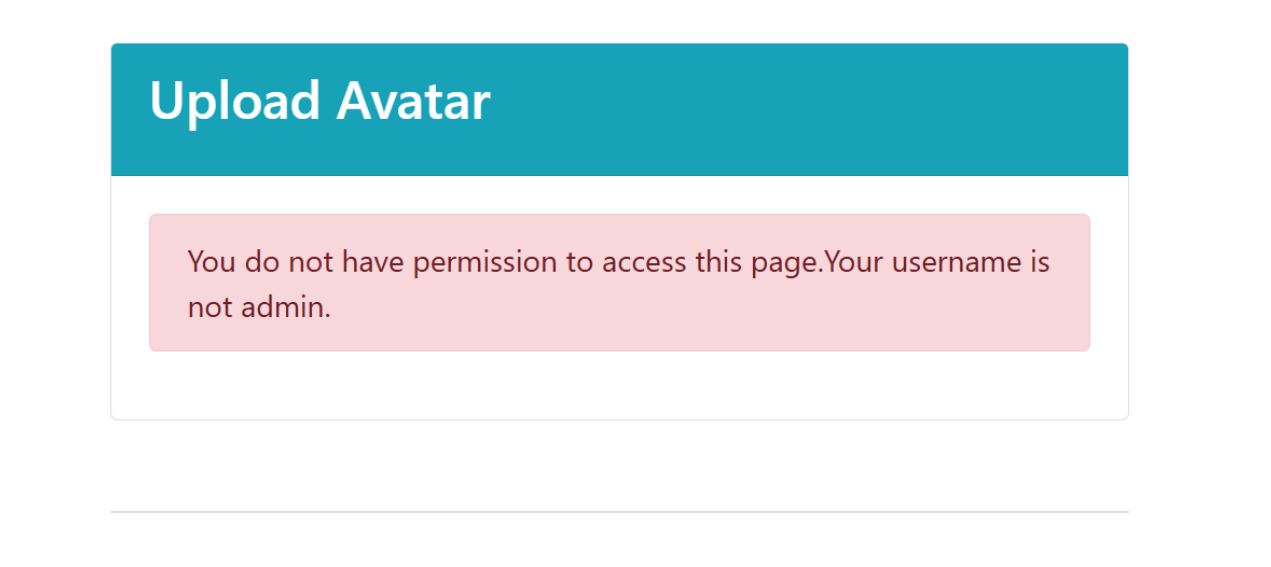 Upload Avatar
You do not have permission to access this page.Your username is
not admin.